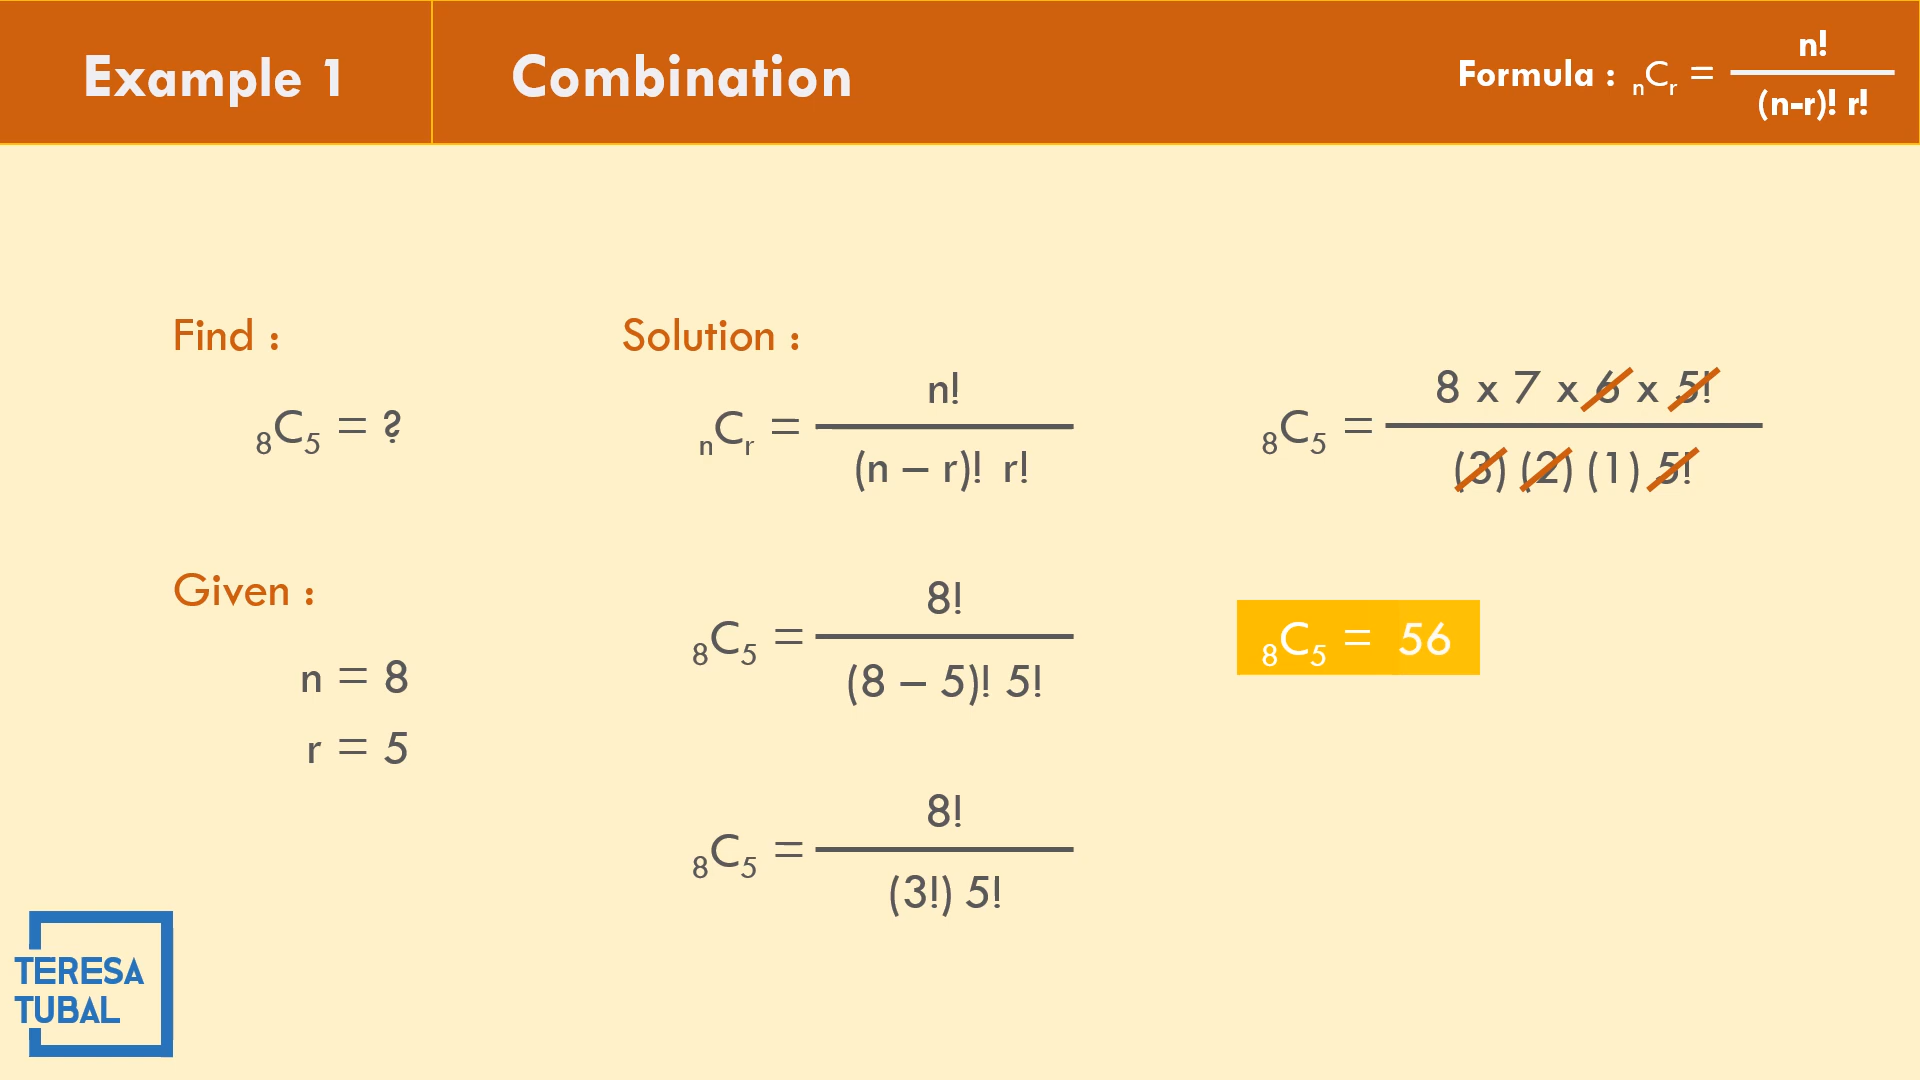 Example 1
Combination
Formula : nCr = n! / (n-r)! r!
Find :
8C5 = ?
Given :
n = 8
r = 5
Solution :
nCr = n! / (n – r)! r!
8C5 = 8! / (8 – 5)! 5!
8C5 = 8! / (3!) 5!
8C5 = 8 x 7 x 6 x 5! / (3) (2) (1) 5!
8C5 = 56
TERESA
TUBAL